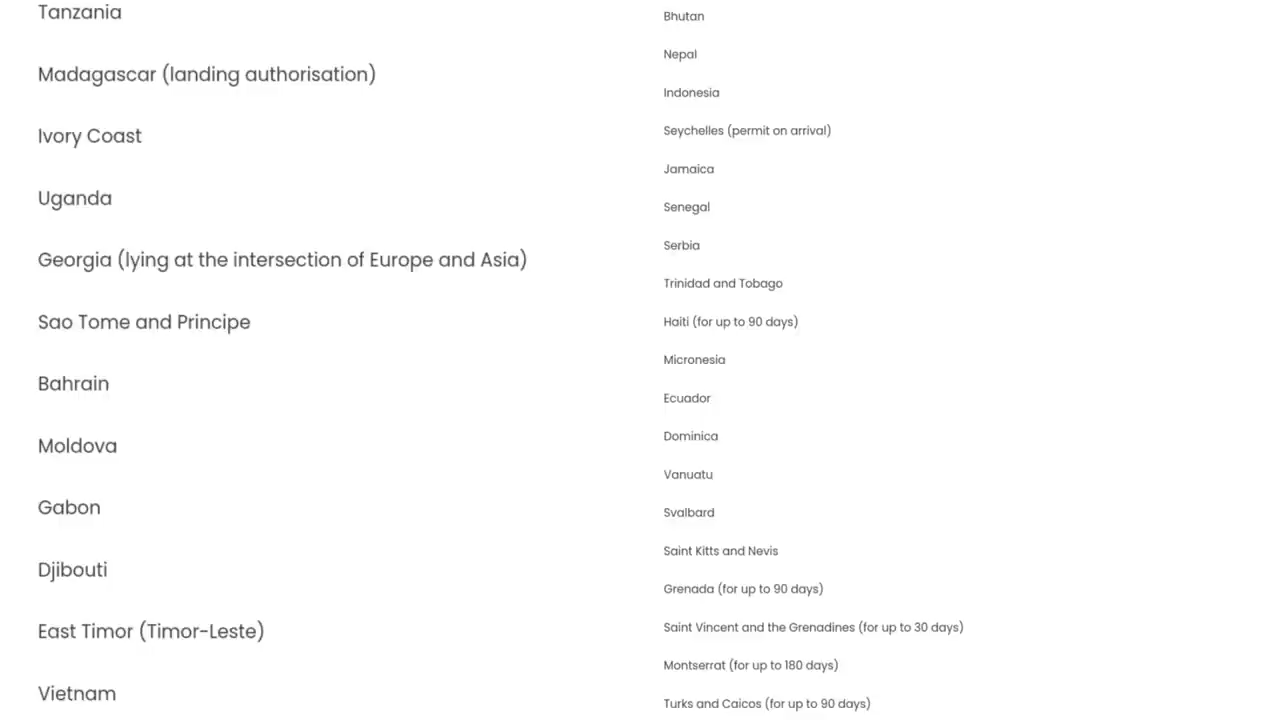 Tanzania
Madagascar (landing authorisation)
Ivory Coast
Uganda
Georgia (lying at the intersection of Europe and Asia)
Sao Tome and Principe
Bahrain
Moldova
Gabon
Djibouti
East Timor (Timor-Leste)
Vietnam
Bhutan
Nepal
Indonesia
Seychelles (permit on arrival)
Jamaica
Senegal
Serbia
Trinidad and Tobago
Haiti (for up to 90 days)
Micronesia
Ecuador
Dominica
Vanuatu
Svalbard
Saint Kitts and Nevis
Grenada (for up to 90 days)
Saint Vincent and the Grenadines (for up to 30 days)
Montserrat (for up to 180 days)
Turks and Caicos (for up to 90 days)